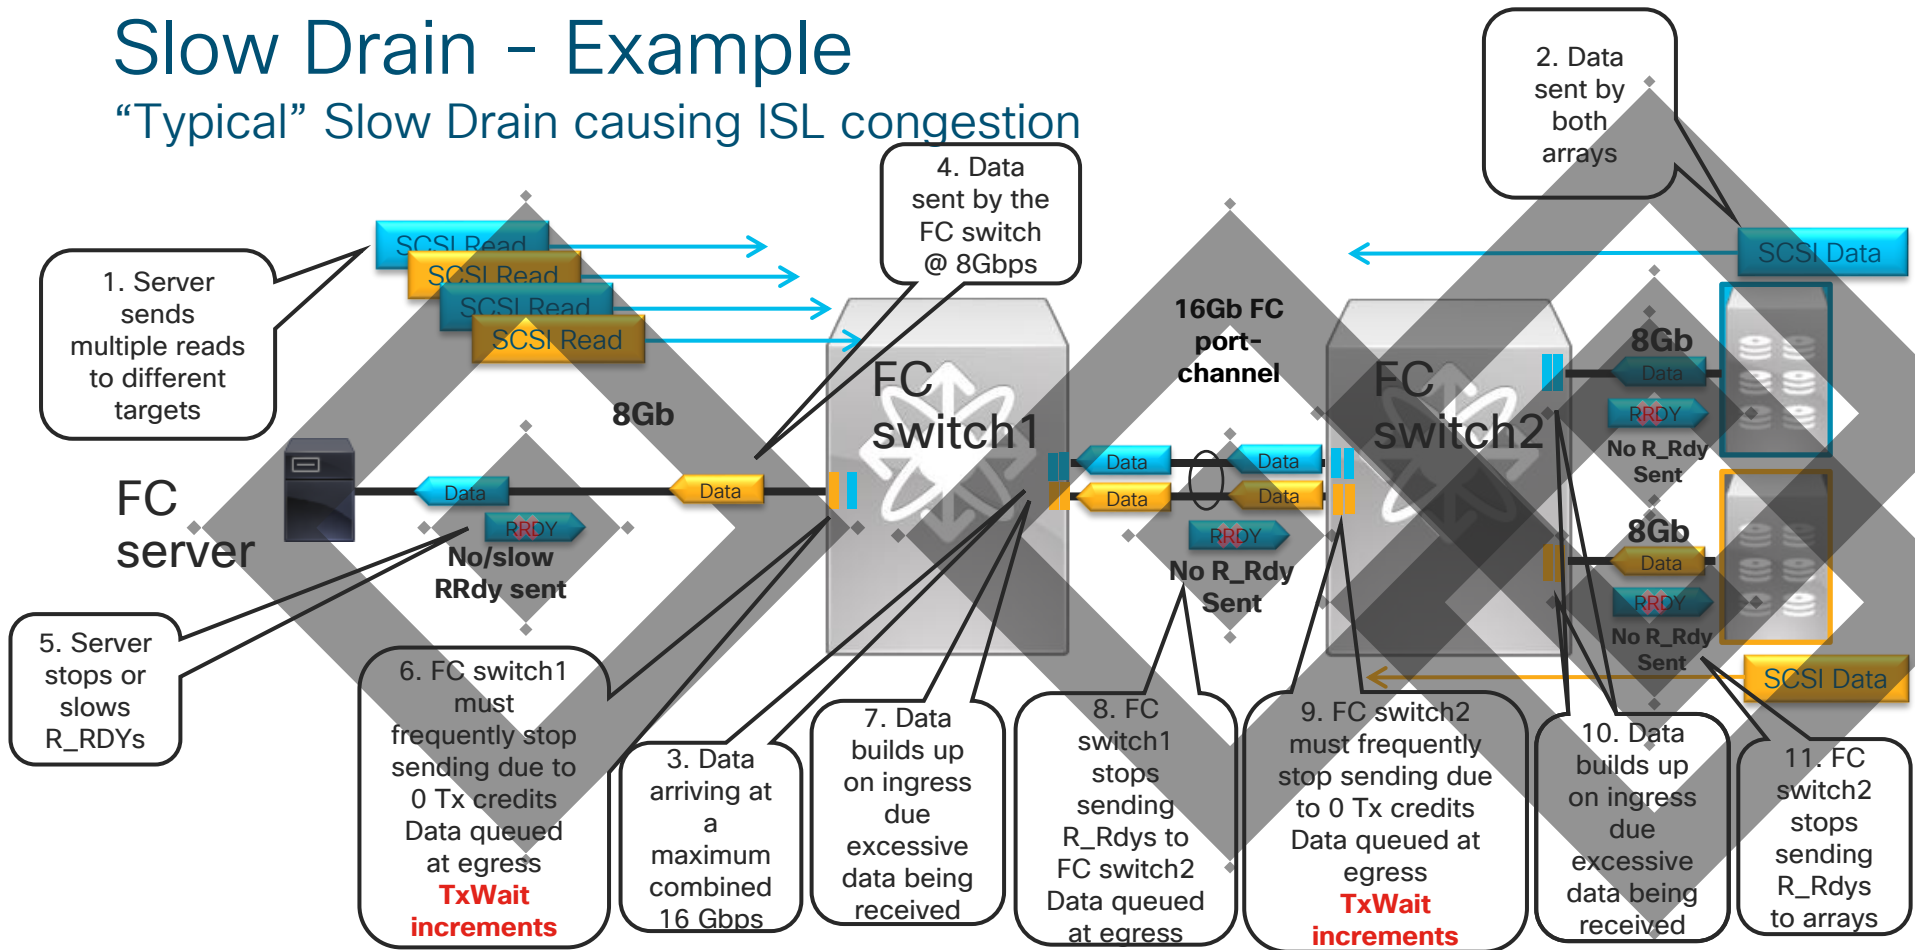 Slow Drain – Example
“Typical” Slow Drain causing ISL congestion
2. Data
sent by
both
arrays
4. Data
sent by the
FC switch
@ 8Gbps
SCSI Read
SCSI Read
SCSI Read
SCSI Read
SCSI Data
1. Server
sends
multiple reads
to different
targets
16Gb FC
port-
channel
8Gb
FC
switch1
FC
switch2
8Gb
Data
RRDY
No R_Rdy
Sent
FC
server
Data
Data
RRDY
No/slow
RRdy sent
Data
Data
Data
Data
RRDY
No R_Rdy
Sent
8Gb
Data
RRDY
No R_Rdy
Sent
SCSI Data
5. Server
stops or
slows
R_RDYs
6. FC switch1
must
frequently stop
sending due to
0 Tx credits
Data queued
at egress
TxWait
increments
3. Data
arriving at
a
maximum
combined
16 Gbps
7. Data
builds up
on ingress
due
excessive
data being
received
8. FC
switch1
stops
sending
R_Rdys to
FC switch2
Data queued
at egress
9. FC switch2
must frequently
stop sending due
to 0 Tx credits
Data queued at
egress
TxWait
increments
10. Data
builds up
on ingress
due
excessive
data being
received
11. FC
switch2
stops
sending
R_Rdys
to arrays